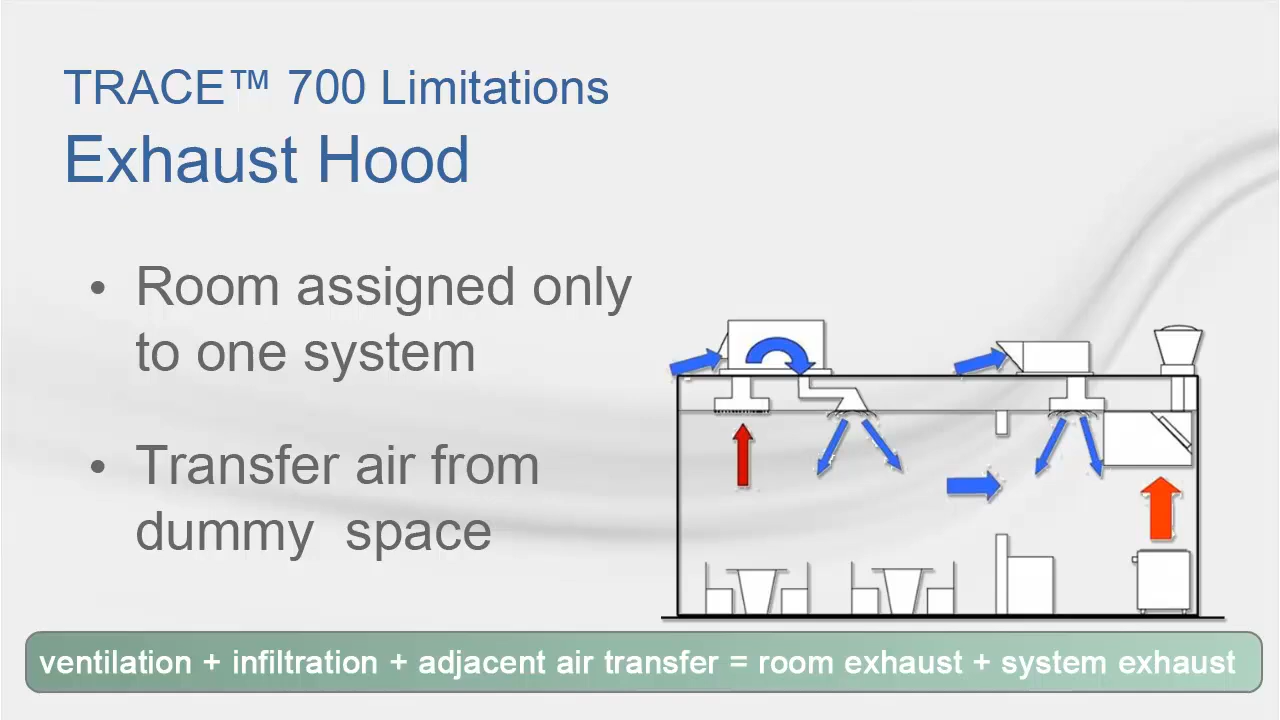 TRACE™ 700 Limitations
Exhaust Hood
• Room assigned only
to one system
• Transfer air from
dummy  space
ventilation + infiltration + adjacent air transfer = room exhaust + system exhaust